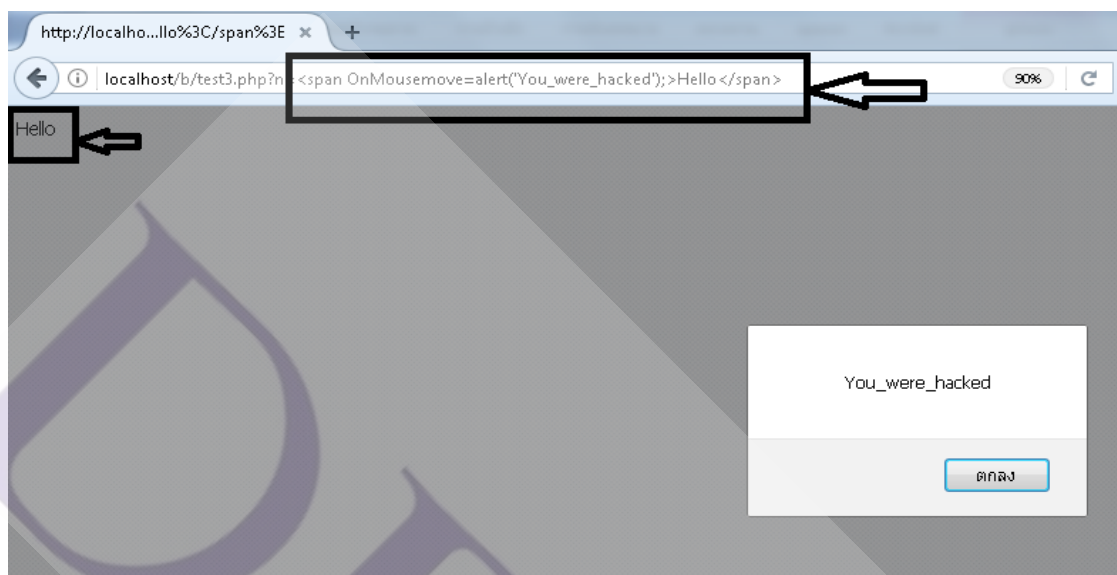 http://localho...llo%3C/span%3E
localhost/b/test3.php?n=<span OnMousemove=alert('You_were_hacked');>Hello</span>
90%
Hello
You_were_hacked
ตกลง